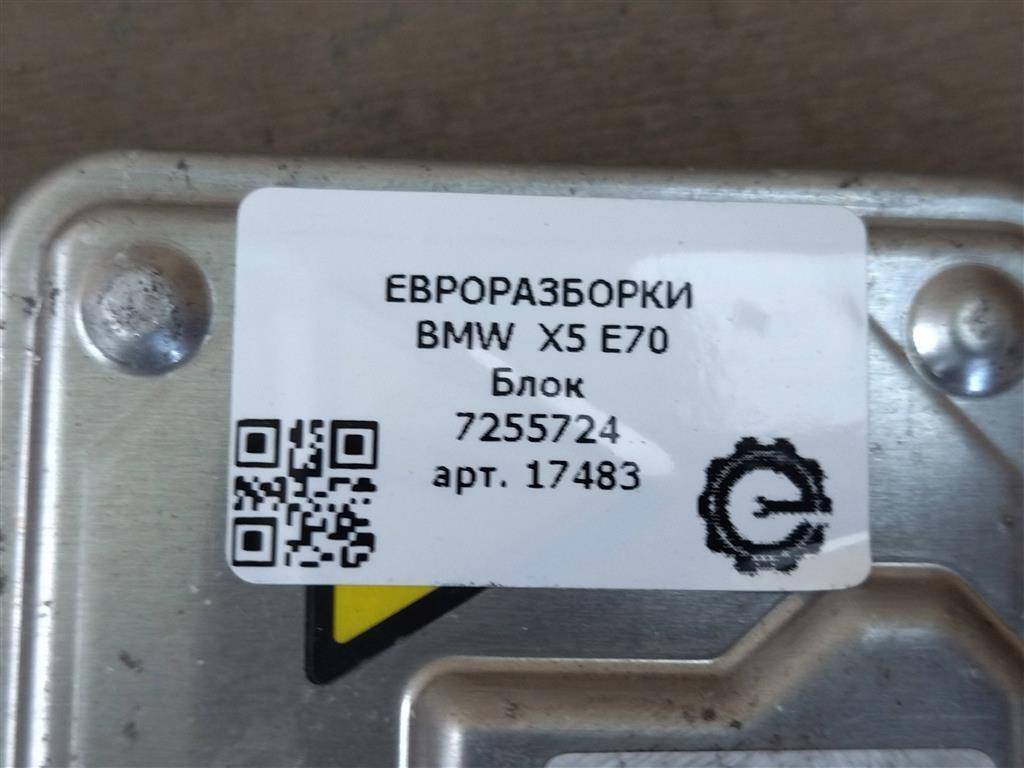 ЕВРОРАЗБОРКИ
BMW X5 E70
Блок
7255724
арт. 17483